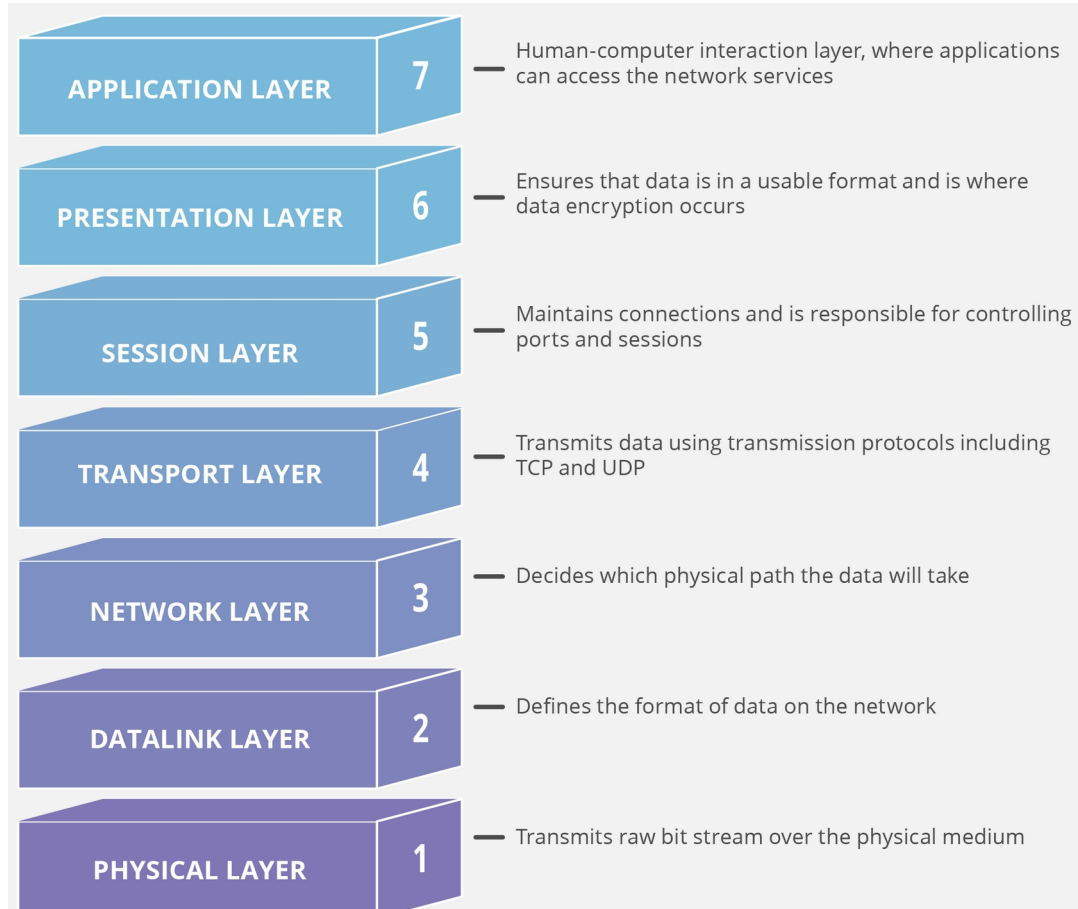 APPLICATION LAYER
7
Human-computer interaction layer, where applications
can access the network services
PRESENTATION LAYER
6
Ensures that data is in a usable format and is where
data encryption occurs
SESSION LAYER
5
Maintains connections and is responsible for controlling
ports and sessions
TRANSPORT LAYER
4
Transmits data using transmission protocols including
TCP and UDP
NETWORK LAYER
3
Decides which physical path the data will take
DATALINK LAYER
2
Defines the format of data on the network
PHYSICAL LAYER
1
Transmits raw bit stream over the physical medium